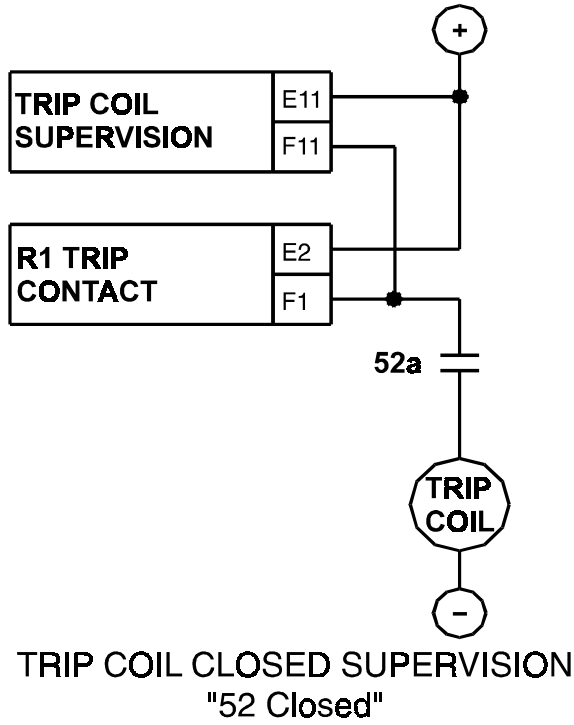 +
TRIP COIL
SUPERVISION
E11
F11
R1 TRIP
CONTACT
E2
F1
52a
TRIP
COIL
-
TRIP COIL CLOSED SUPERVISION
"52 Closed"